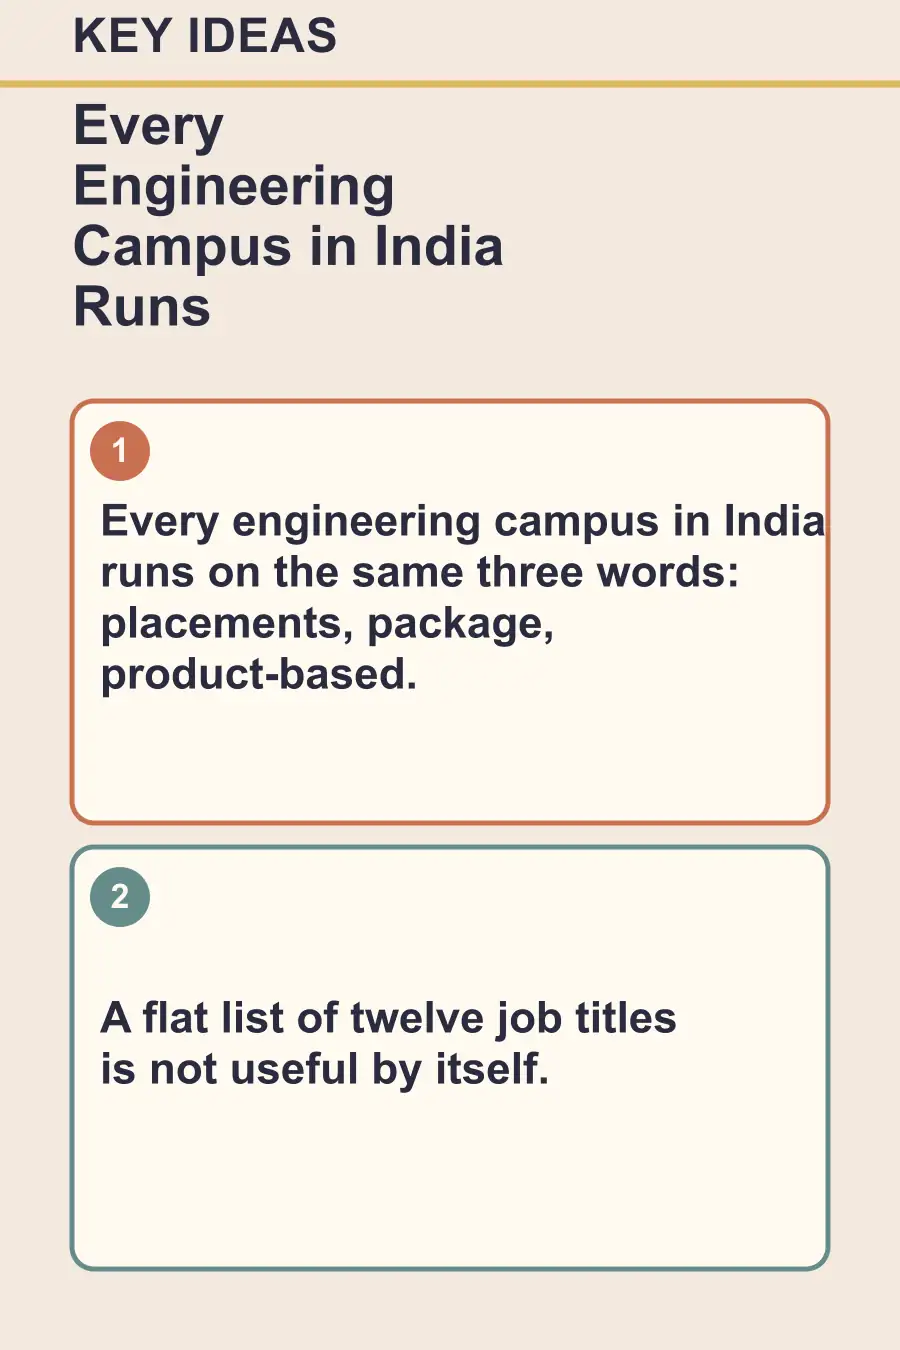 KEY IDEAS
Every
Engineering
Campus in India
Runs
1
Every engineering campus in India
runs on the same three words:
placements, package,
product-based.
2
A flat list of twelve job titles
is not useful by itself.